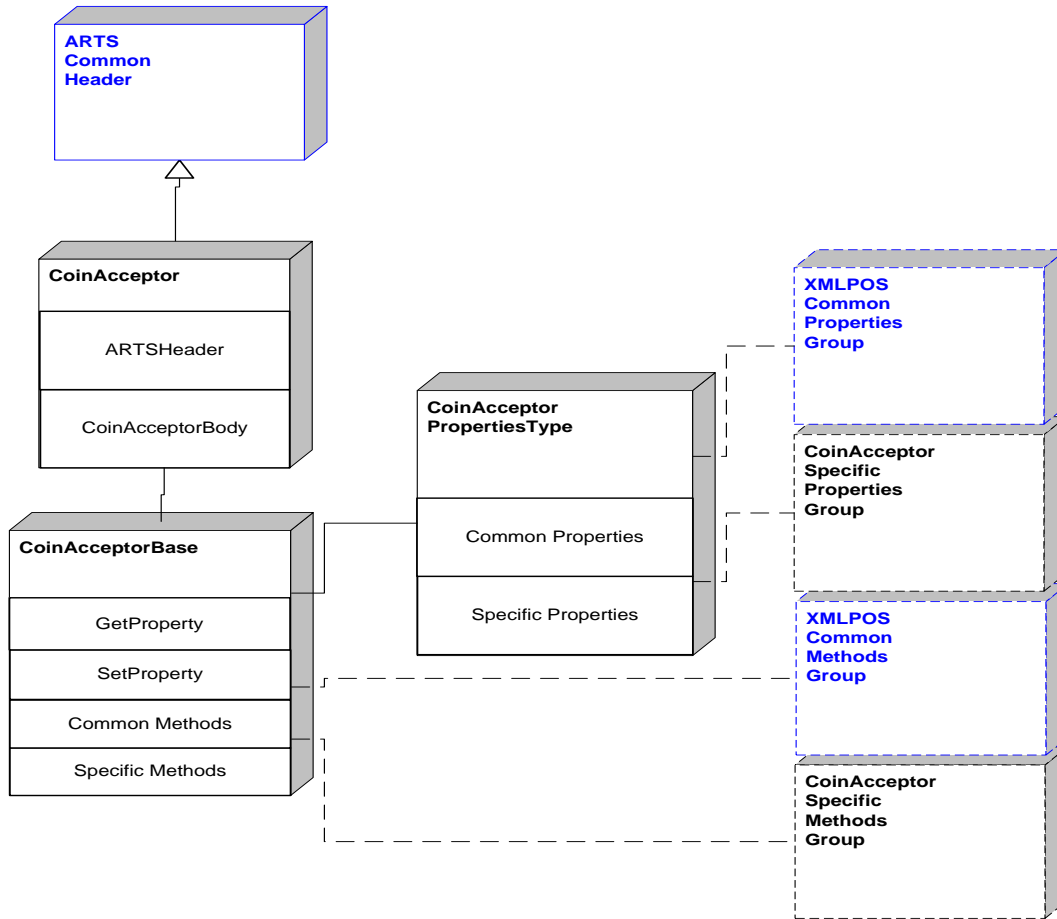 ARTS
Common
Header
CoinAcceptor
ARTSHeader
CoinAcceptorBody
CoinAcceptorBase
GetProperty
SetProperty
Common Methods
Specific Methods
CoinAcceptor
PropertiesType
Common Properties
Specific Properties
XMLPOS
Common
Properties
Group
CoinAcceptor
Specific
Properties
Group
XMLPOS
Common
Methods
Group
CoinAcceptor
Specific
Methods
Group